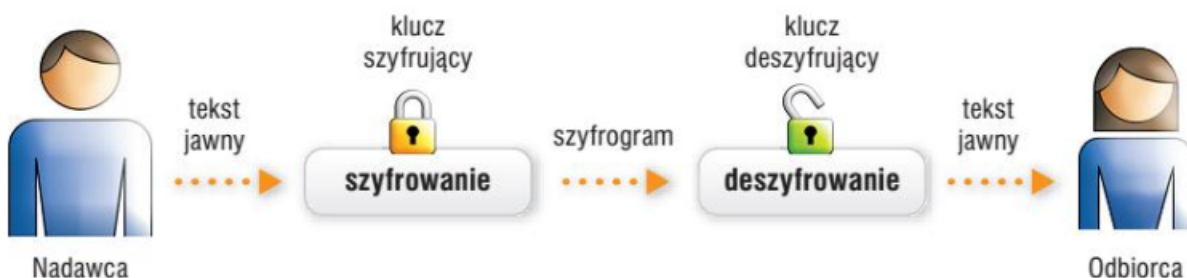 klucz
szyfrujący
klucz
deszyfrujący
tekst
jawny
szyfrogram
tekst
jawny
szyfrowanie
deszyfrowanie
Nadawca
Odbiorca